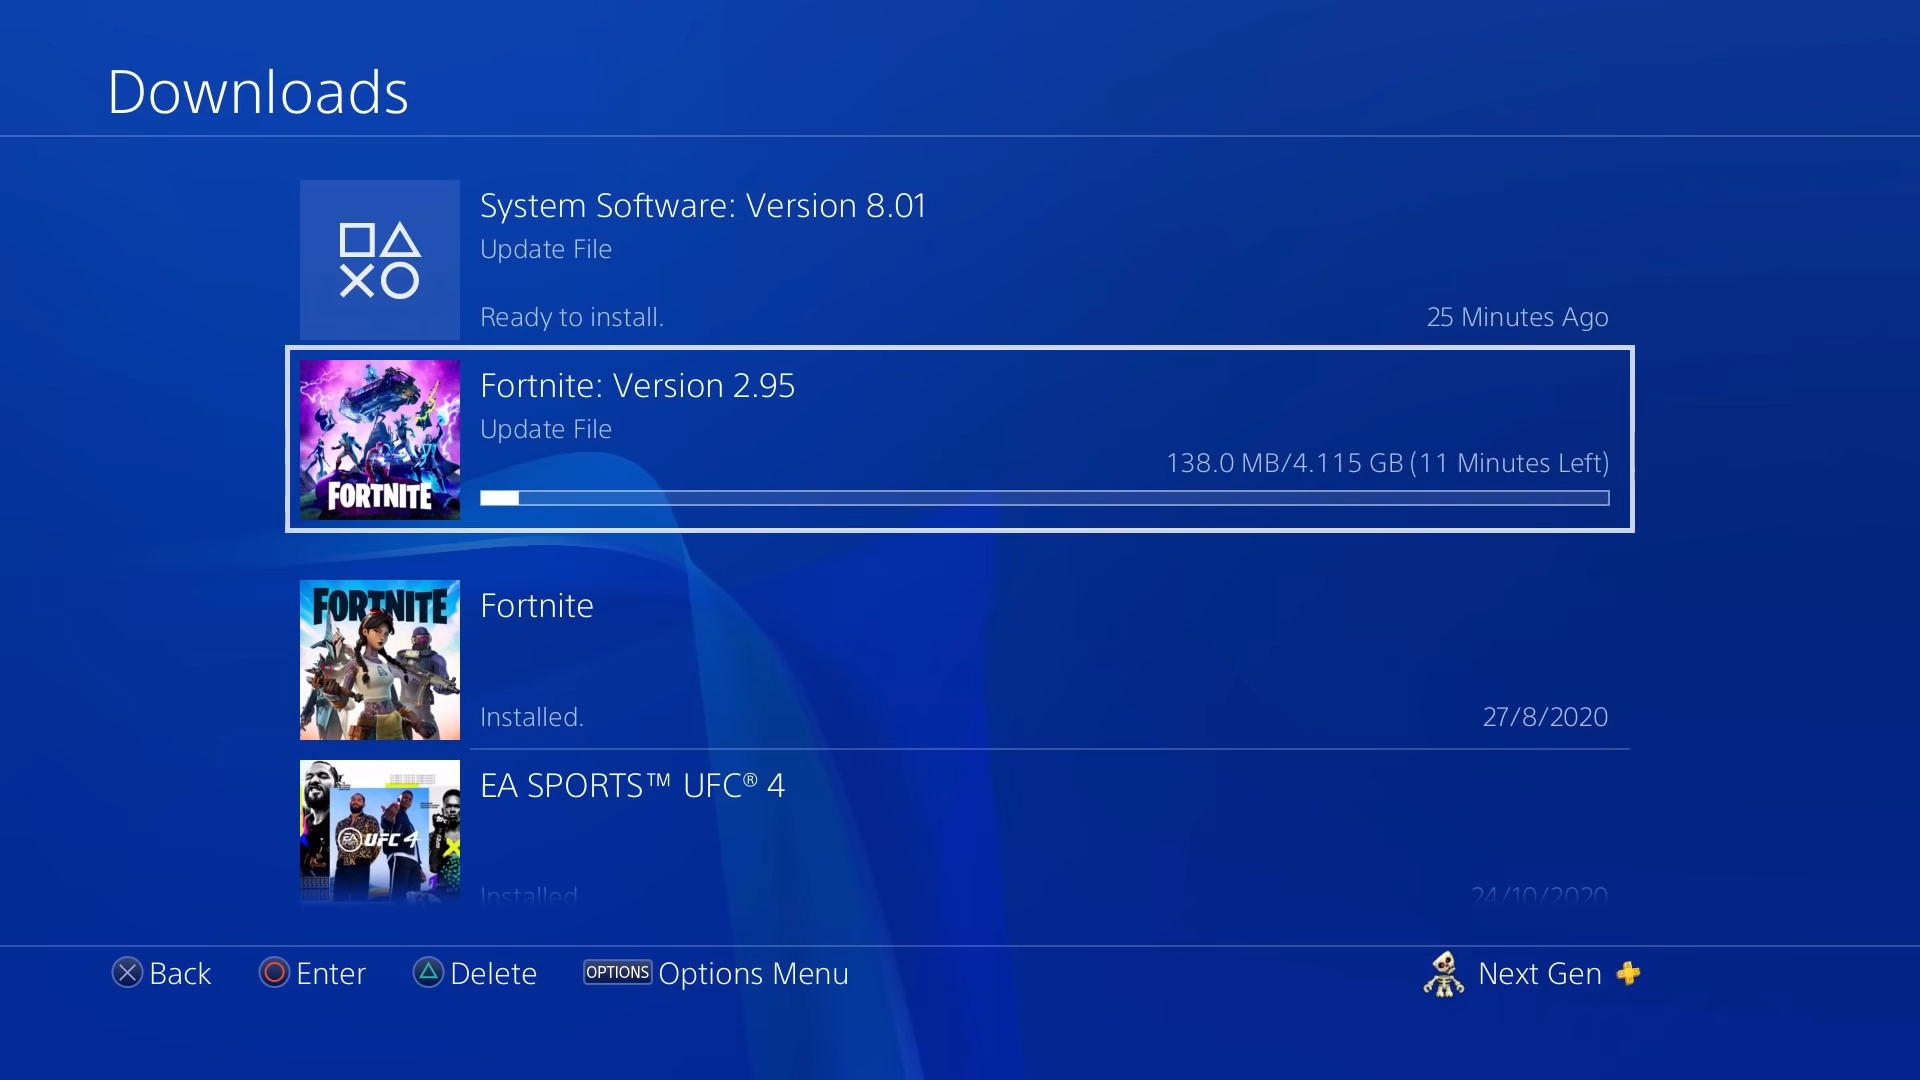 Downloads
System Software: Version 8.01
Update File
Ready to install.
25 Minutes Ago
Fortnite: Version 2.95
Update File
138.0 MB/4.115 GB (11 Minutes Left)
FORTNITE
FORTNITE
Fortnite
Installed.
27/8/2020
EA SPORTS™ UFC® 4
UFC 4
Installed
24/10/2020
Back
Enter
Delete
OPTIONS Options Menu
Next Gen